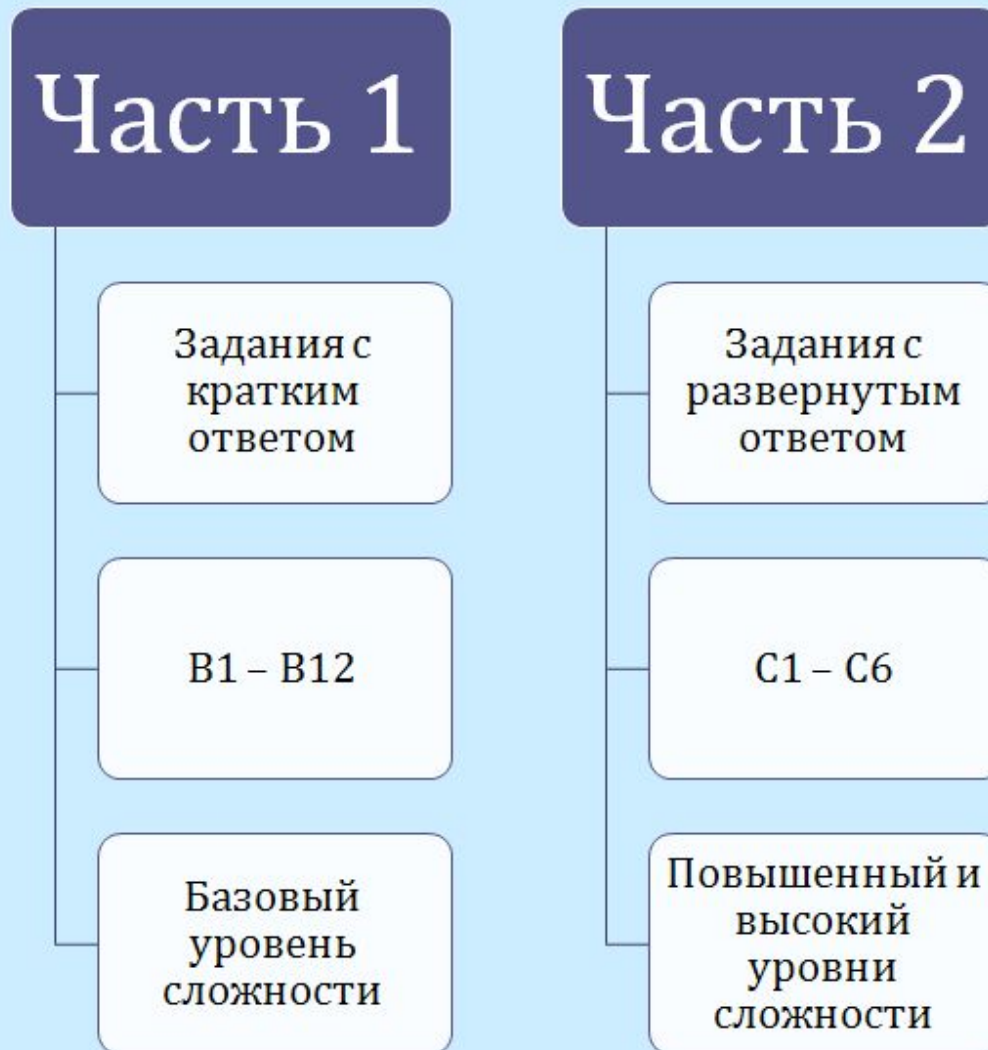 Часть 1
Задания с
кратким
ответом
В1 – В12
Базовый
уровень
сложности
Часть 2
Задания с
развернутым
ответом
С1 – С6
Повышенный и
высокий
уровни
сложности